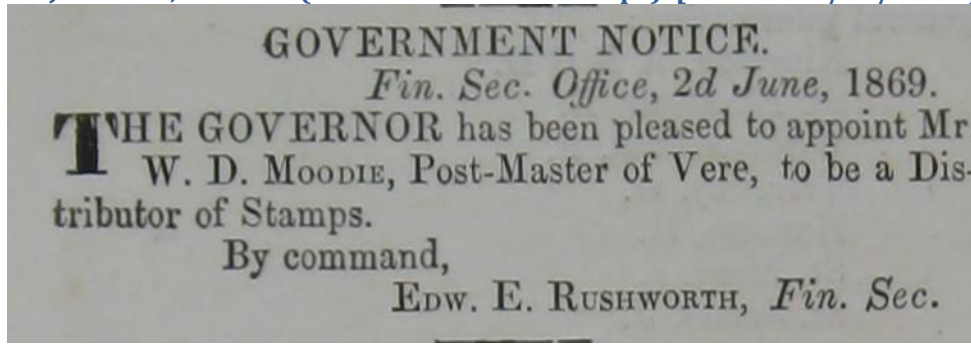 GOVERNMENT NOTICE.
Fin. Sec. Office, 2d June, 1869.
THE GOVERNOR has been pleased to appoint Mr
W. D. MOODIE, Post-Master of Vere, to be a Dis-
tributor of Stamps.
By command,
EDW. E. RUSHWORTH, Fin. Sec.